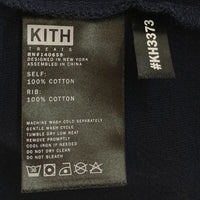 KITH
TREATS
RN#140659
DESIGNED IN NEW YORK
ASSEMBLED IN CHINA
SELF:
100% COTTON
RIB:
100% COTTON
MACHINE WASH COLD SEPARATELY
GENTLE WASH CYCLE
TUMBLE DRY LOW
REMOVE PROMPTLY
COOL IRON IF NEEDED
DO NOT DRY CLEAN
DO NOT BLEACH
#KH3373